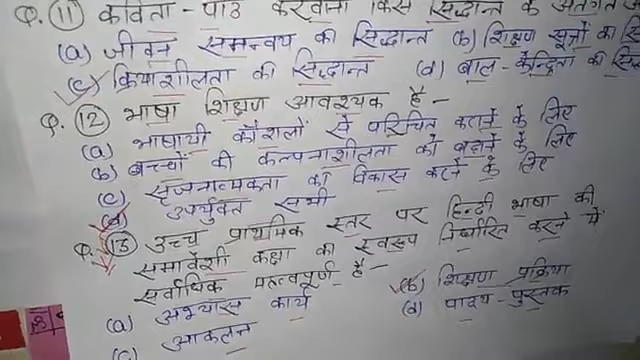 Q. (11) कविता - पाठ करवाना किस सिद्धान्त के अंतर्गत
(a) जीवन समन्वय का सिद्धान्त (b) शिक्षण सूत्रों का
(c) क्रियाशीलता का सिद्धान्त (d) बाल - केन्द्रिता का
Q. (12) भाषा शिक्षण आवश्यक है -
(a) भाषायी कौशलों से परिचित कराने के लिए
(b) बच्चों की कल्पनाशीलता को बढ़ाने के लिए
(c) सृजनात्मकता का विकास करने के लिए
(d) उपर्युक्त सभी
Q. (13) उच्च प्राथमिक स्तर पर हिन्दी भाषा की
समावेशी कक्षा का स्वरूप निर्धारित करने में
सर्वाधिक महत्वपूर्ण है -
(a) अभ्यास कार्य (b) शिक्षण प्रक्रिया
(c) आकलन (d) पाठ्य - पुस्तक